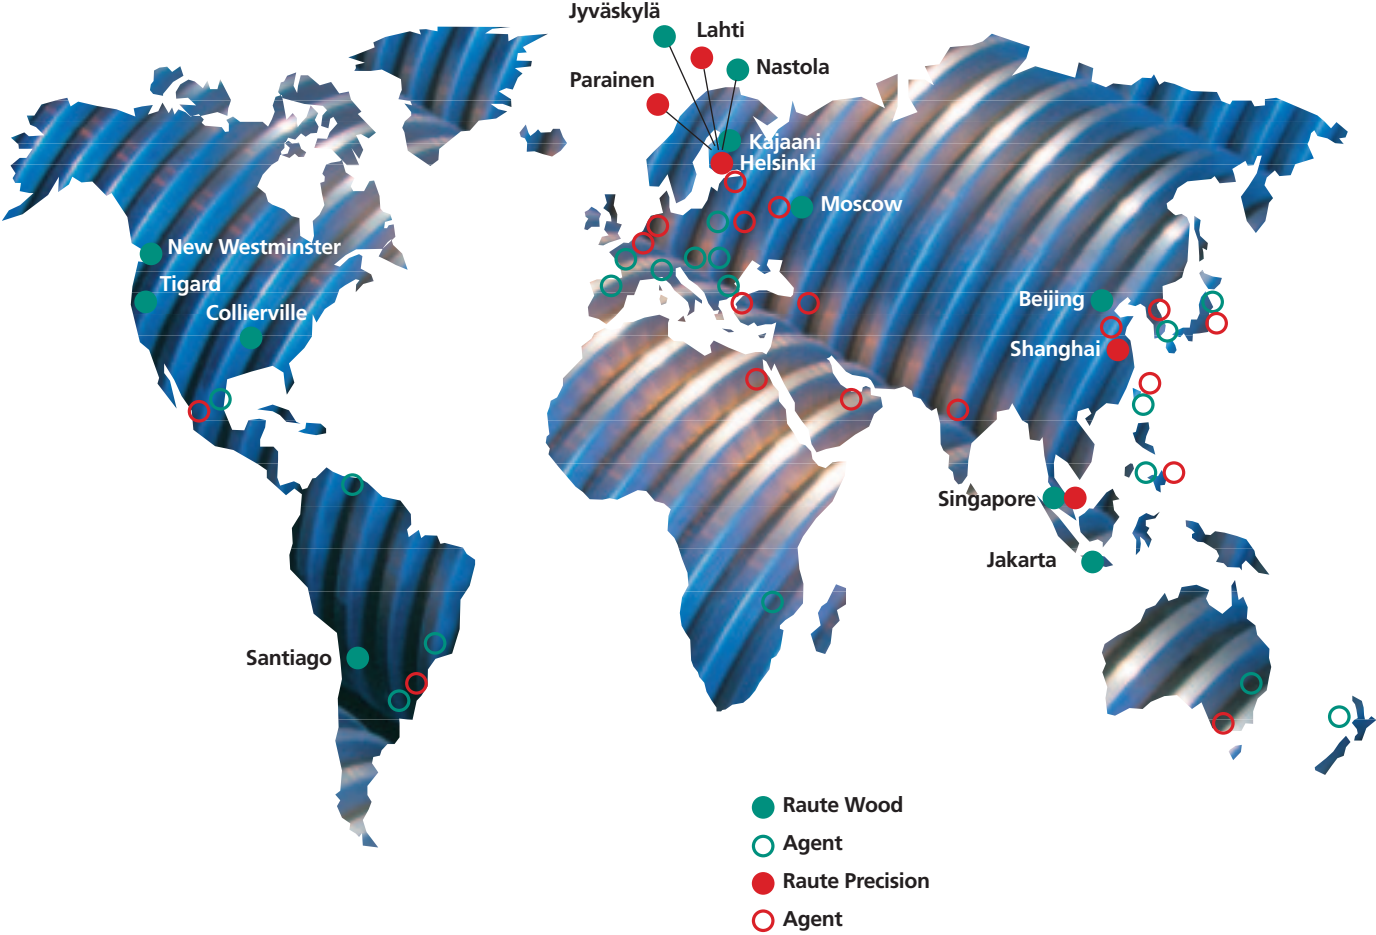 Jyväskylä
Lahti
Nastola
Parainen
Kajaani
Helsinki
Moscow
New Westminster
Tigard
Collierville
Beijing
Shanghai
Singapore
Jakarta
Santiago
Raute Wood
Agent
Raute Precision
Agent